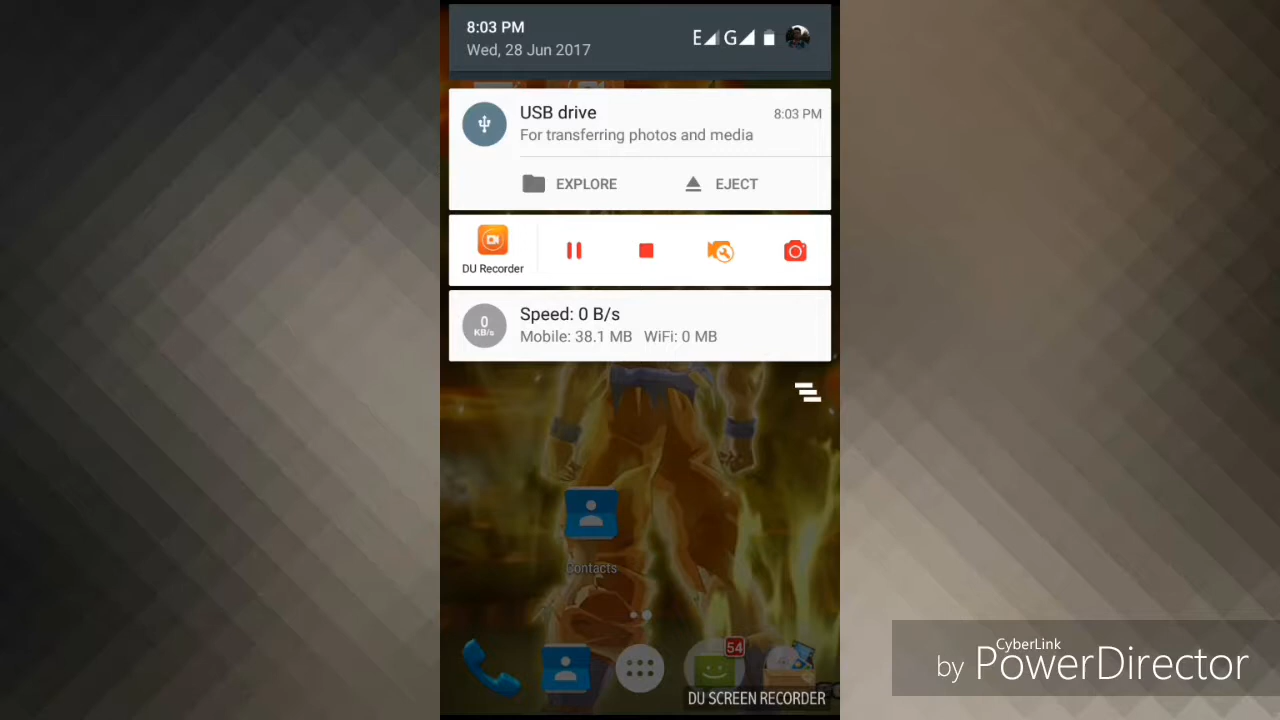 8:03 PM
E G
Wed, 28 Jun 2017
USB drive
8:03 PM
For transferring photos and media
EXPLORE
EJECT
DU Recorder
0
KB/s
Speed: 0 B/s
Mobile: 38.1 MB WiFi: 0 MB
Contacts
54
DU SCREEN RECORDER
CyberLink
by PowerDirector